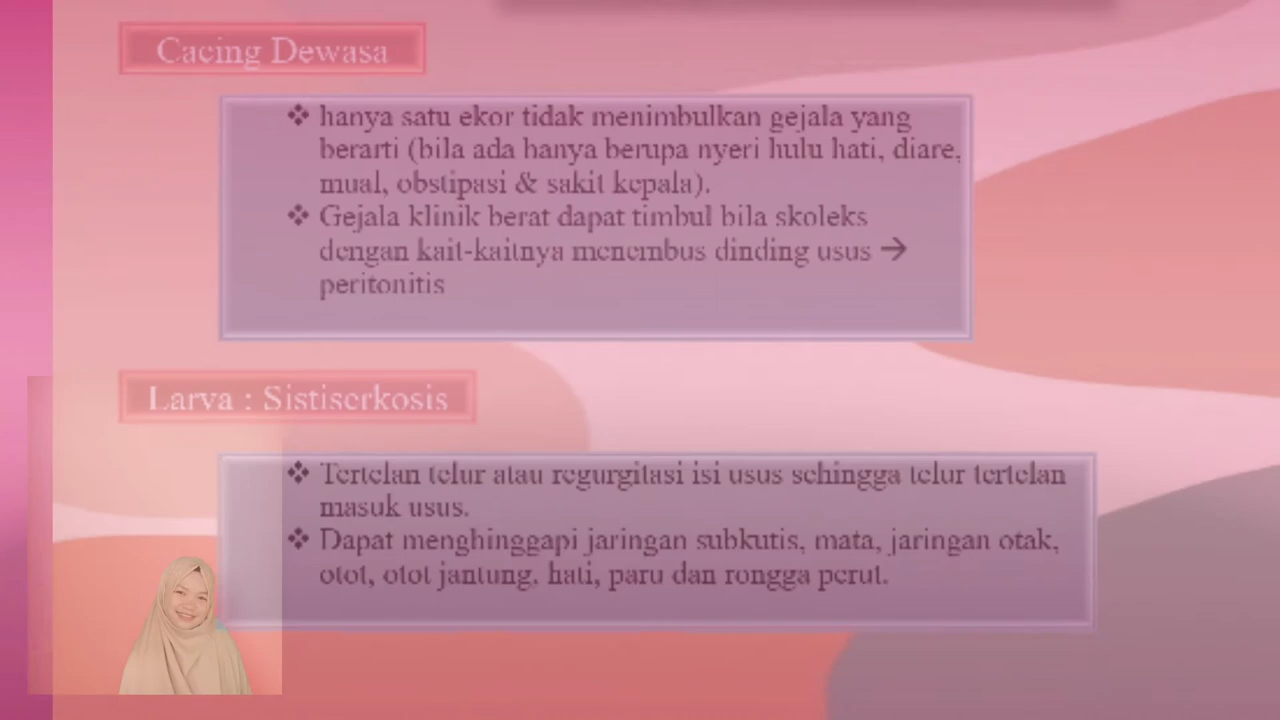 Cacing Dewasa
❖ hanya satu ekor tidak menimbulkan gejala yang
berarti (bila ada hanya berupa nyeri hulu hati, diare,
mual, obstipasi & sakit kepala).
❖ Gejala klinik berat dapat timbul bila skoleks
dengan kait-kaitnya menembus dinding usus →
peritonitis
Larva : Sistiserkosis
❖ Tertelan telur atau regurgitasi isi usus sehingga telur tertelan
masuk usus.
❖ Dapat menghinggapi jaringan subkutis, mata, jaringan otak,
otot, otot jantung, hati, paru dan rongga perut.